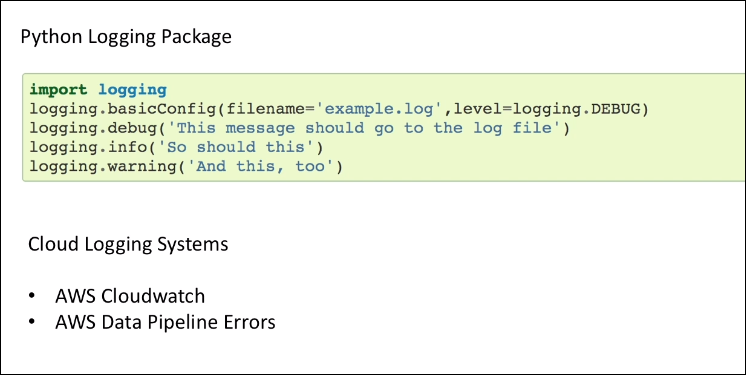 Python Logging Package
import logging
logging.basicConfig(filename='example.log',level=logging.DEBUG)
logging.debug('This message should go to the log file')
logging.info('So should this')
logging.warning('And this, too')
Cloud Logging Systems
• AWS Cloudwatch
• AWS Data Pipeline Errors